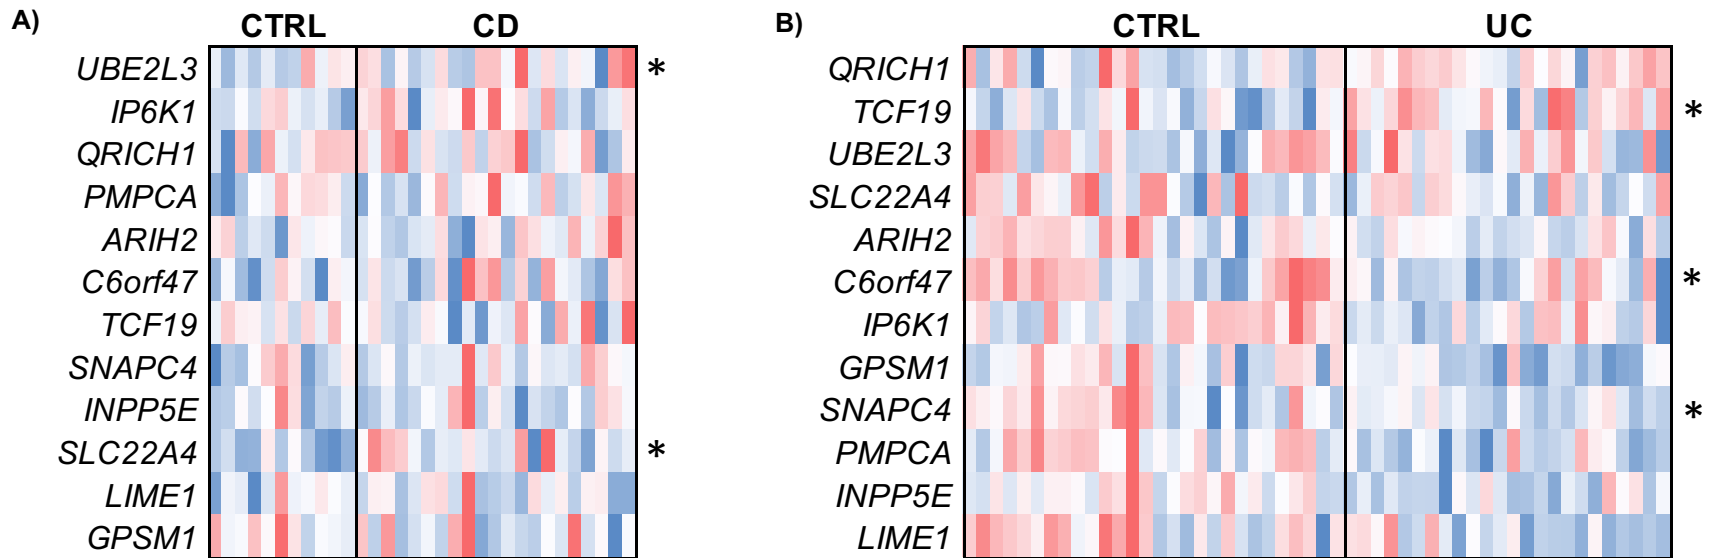 A)
CTRL CD
UBE2L3 *
IP6K1
QRICH1
PMPCA
ARIH2
C6orf47
TCF19
SNAPC4
INPP5E
SLC22A4 *
LIME1
GPSM1
B)
CTRL UC
QRICH1
TCF19 *
UBE2L3
SLC22A4
ARIH2
C6orf47 *
IP6K1
GPSM1
SNAPC4 *
PMPCA
INPP5E
LIME1